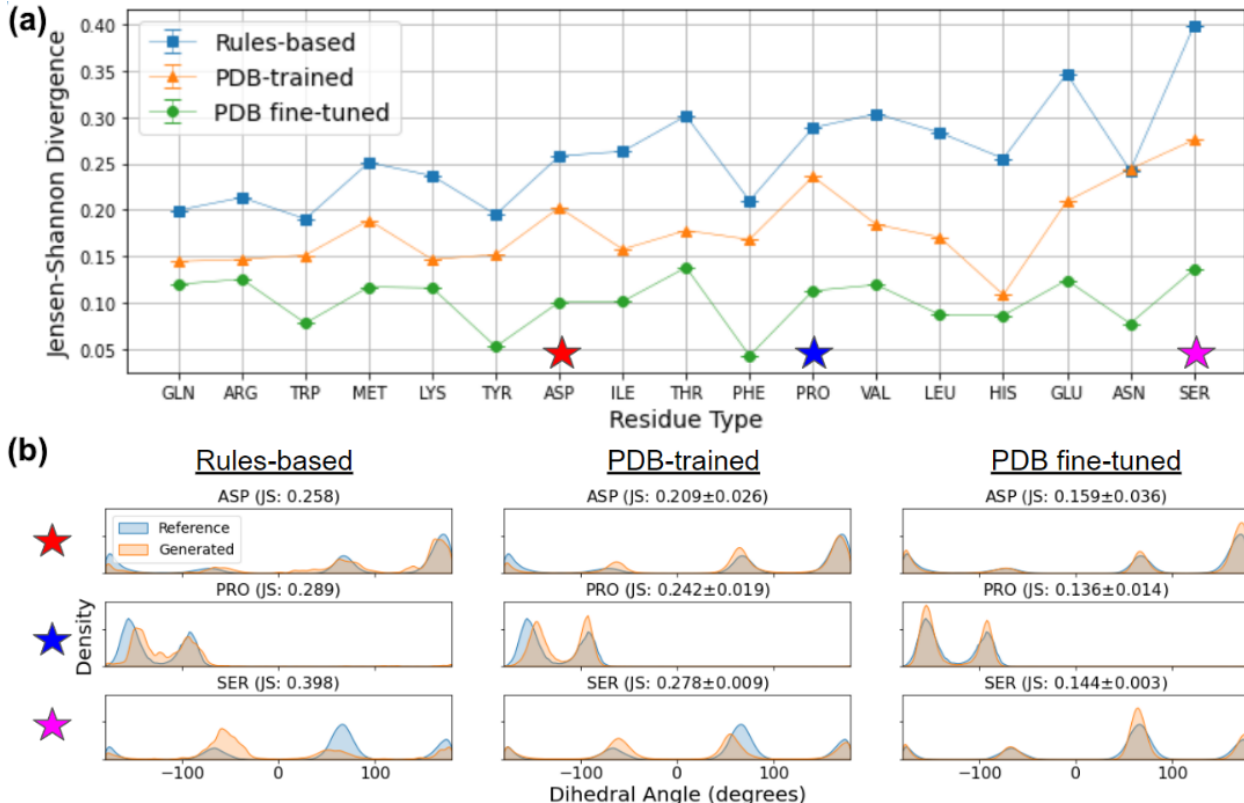 (a)
Jensen-Shannon Divergence
0.40
0.35
0.30
0.25
0.20
0.15
0.10
0.05
Rules-based
PDB-trained
PDB fine-tuned
GLN ARG TRP MET LYS TYR ASP ILE THR PHE PRO VAL LEU HIS GLU ASN SER
Residue Type
(b)
Rules-based PDB-trained PDB fine-tuned
ASP (JS: 0.258) ASP (JS: 0.209±0.026) ASP (JS: 0.159±0.036)
Reference
Generated
PRO (JS: 0.289) PRO (JS: 0.242±0.019) PRO (JS: 0.136±0.014)
Density
SER (JS: 0.398) SER (JS: 0.278±0.009) SER (JS: 0.144±0.003)
−100 0 100 −100 0 100 −100 0 100
Dihedral Angle (degrees)